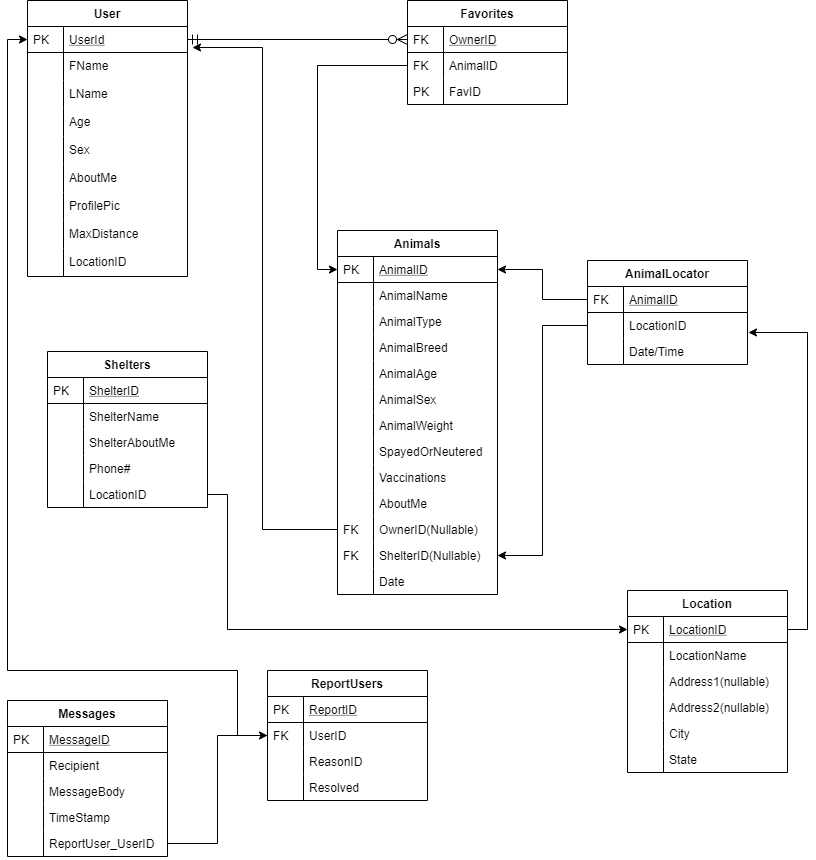 User
PK UserId
FName
LName
Age
Sex
AboutMe
ProfilePic
MaxDistance
LocationID
Favorites
FK OwnerID
FK AnimalID
PK FavID
Animals
PK AnimalID
AnimalName
AnimalType
AnimalBreed
AnimalAge
AnimalSex
AnimalWeight
SpayedOrNeutered
Vaccinations
AboutMe
FK OwnerID(Nullable)
FK ShelterID(Nullable)
Date
AnimalLocator
FK AnimalID
LocationID
Date/Time
Shelters
PK ShelterID
ShelterName
ShelterAboutMe
Phone#
LocationID
Location
PK LocationID
LocationName
Address1(nullable)
Address2(nullable)
City
State
ReportUsers
PK ReportID
FK UserID
ReasonID
Resolved
Messages
PK MessageID
Recipient
MessageBody
TimeStamp
ReportUser_UserID